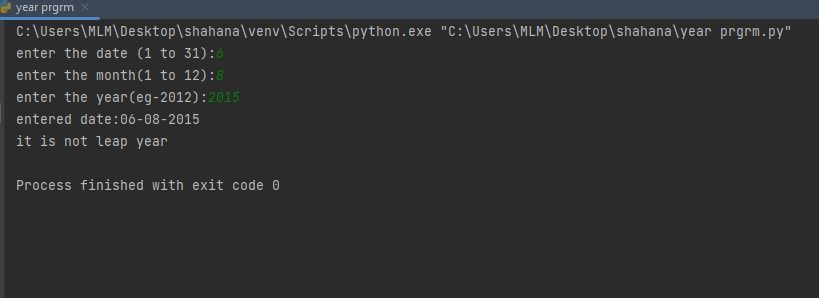 year prgrm
C:\Users\MLM\Desktop\shahana\venv\Scripts\python.exe "C:\Users\MLM\Desktop\shahana\year prgrm.py"
enter the date (1 to 31):6
enter the month(1 to 12):8
enter the year(eg-2012):2015
entered date:06-08-2015
it is not leap year
Process finished with exit code 0